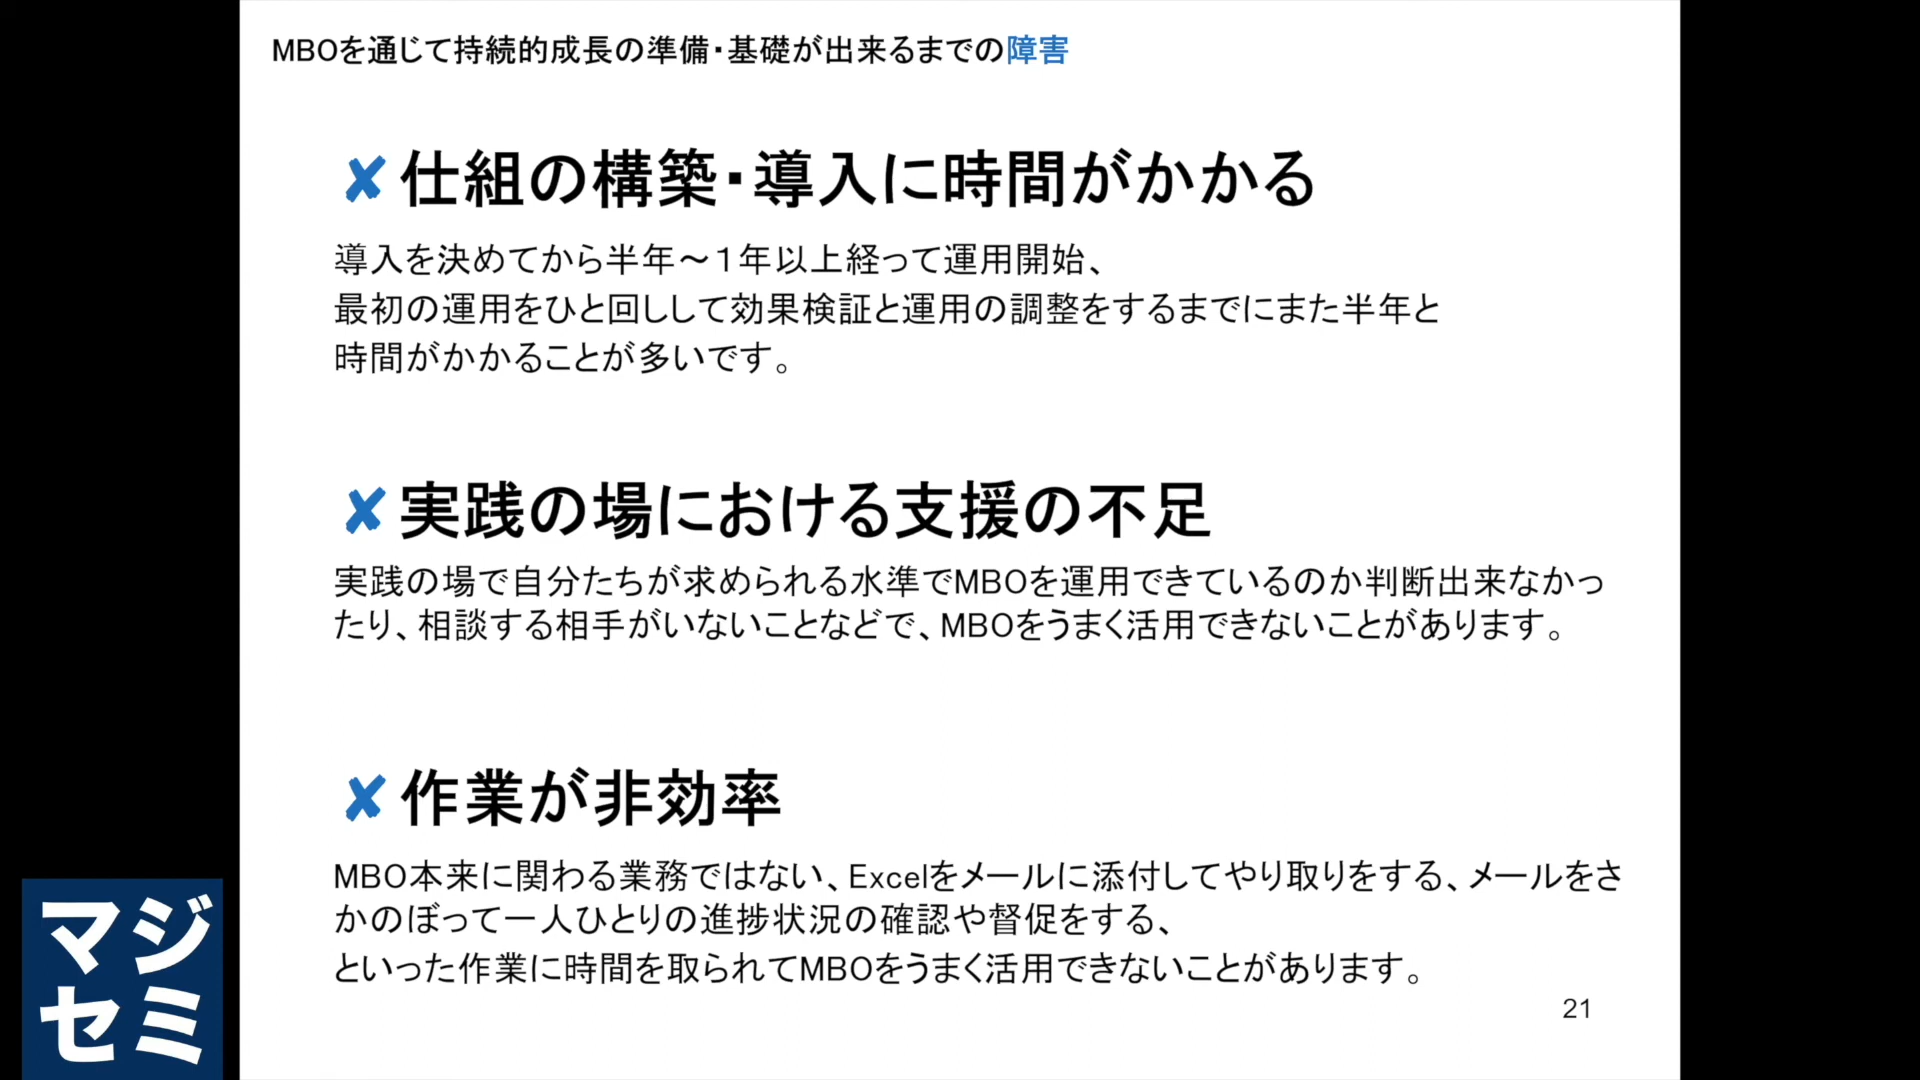 MBOを通じて持続的成長の準備・基礎が出来るまでの障害
✘仕組の構築・導入に時間がかかる
導入を決めてから半年～１年以上経って運用開始、
最初の運用をひと回しして効果検証と運用の調整をするまでにまた半年と
時間がかかることが多いです。
✘実践の場における支援の不足
実践の場で自分たちが求められる水準でMBOを運用できているのか判断出来なかっ
たり、相談する相手がいないことなどで、MBOをうまく活用できないことがあります。
✘作業が非効率
MBO本来に関わる業務ではない、Excelをメールに添付してやり取りをする、メールをさ
かのぼって一人ひとりの進捗状況の確認や督促をする、
といった作業に時間を取られてMBOをうまく活用できないことがあります。
21
マジ
セミ